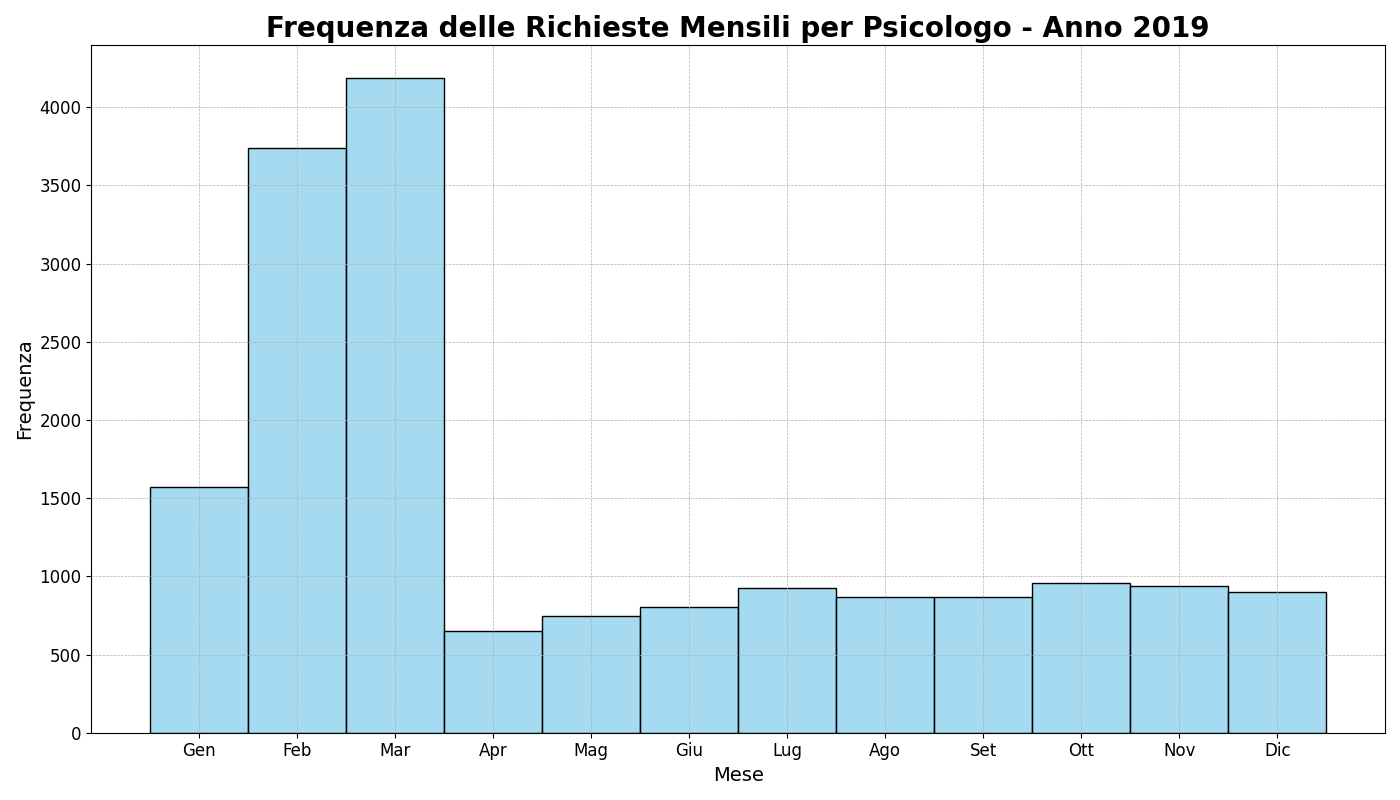 Frequenza delle Richieste Mensili per Psicologo - Anno 2019
4000
3500
3000
2500
2000
1500
1000
500
0
Frequenza
Gen Feb Mar Apr Mag Giu Lug Ago Set Ott Nov Dic
Mese